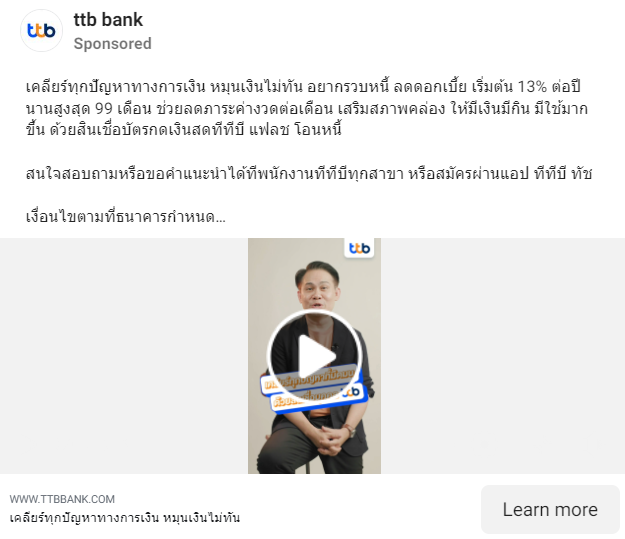 ttb bank
ttb
Sponsored
เคลียร์ทุกปัญหาทางการเงิน หมุนเงินไม่ทัน อยากรวบหนี้ ลดดอกเบี้ย เริ่มต้น 13% ต่อปี
นานสูงสุด 99 เดือน ช่วยลดภาระค่างวดต่อเดือน เสริมสภาพคล่อง ให้มีเงินมีกิน มีใช้มาก
ขึ้น ด้วยสินเชื่อบัตรกดเงินสดทีทีบี แฟลช โอนหนี้
สนใจสอบถามหรือขอคำแนะนำได้ที่พนักงานทีทีบีทุกสาขา หรือสมัครผ่านแอป ทีทีบี ทัช
เงื่อนไขตามที่ธนาคารกำหนด...
ttb
ttb
WWW.TTBBANK.COM
เคลียร์ทุกปัญหาทางการเงิน หมุนเงินไม่ทัน
Learn more